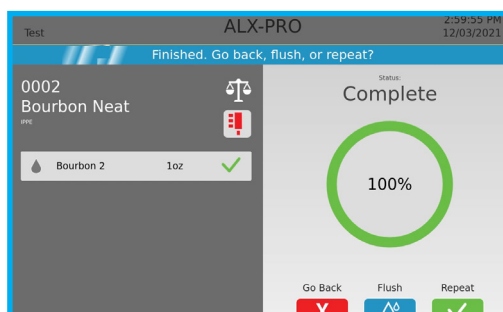 Test
ALX-PRO
2:59:55 PM
12/03/2021
Finished. Go back, flush, or repeat?
0002
Bourbon Neat
IPPE
Bourbon 2 1oz
Status:
Complete
100%
Go Back Flush Repeat